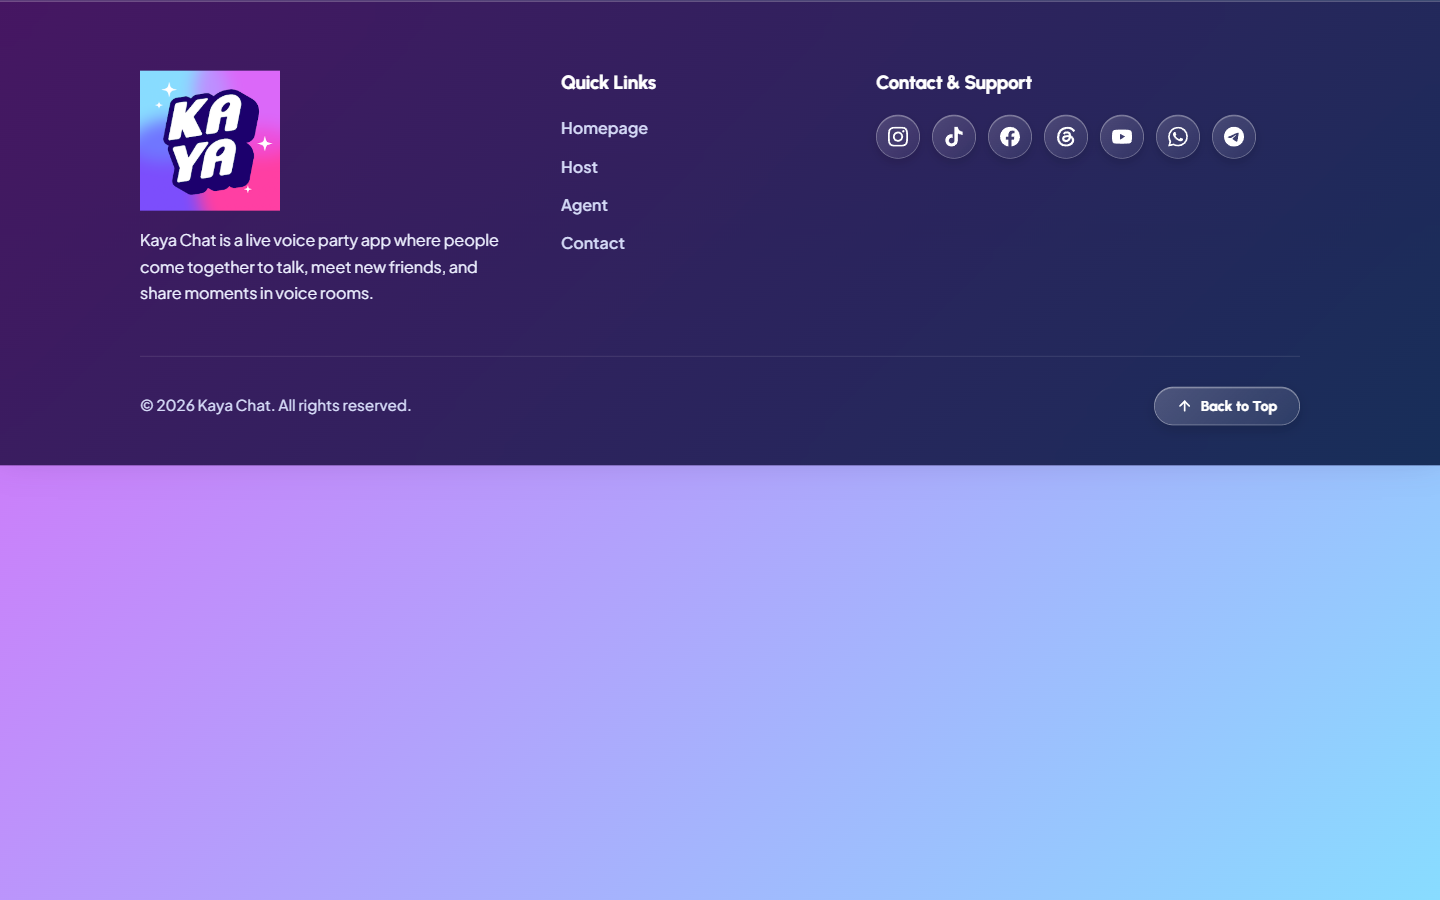 KA
YA
Kaya Chat is a live voice party app where people
come together to talk, meet new friends, and
share moments in voice rooms.
Quick Links
Homepage
Host
Agent
Contact
Contact & Support
© 2026 Kaya Chat. All rights reserved.
Back to Top